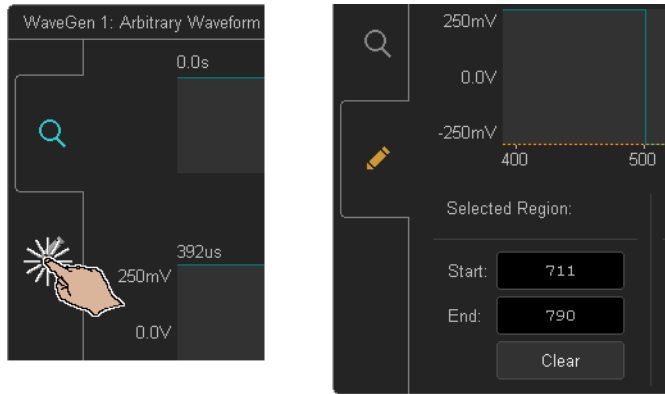 WaveGen 1: Arbitrary Waveform
0.0s
392us
250mV
0.0V
250mV
0.0V
-250mV
400 500
Selected Region:
Start: 711
End: 790
Clear